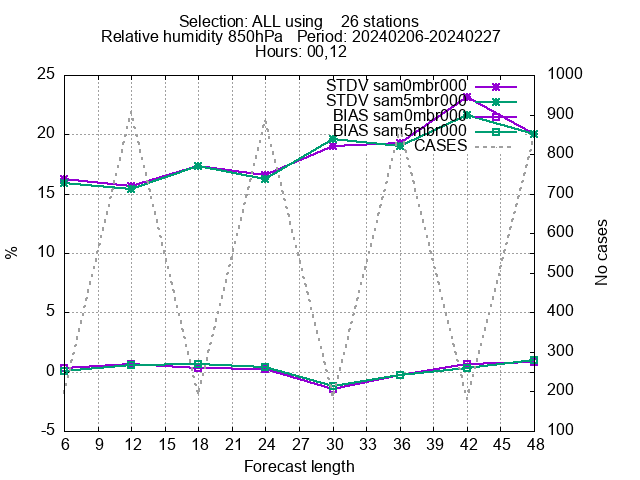 Selection: ALL using    26 stations
Relative humidity 850hPa   Period: 20240206-20240227
Hours: 00,12
STDV sam0mbr000
STDV sam5mbr000
BIAS sam0mbr000
BIAS sam5mbr000
CASES
25
20
15
10
5
0
-5
%
1000
900
800
700
600
500
400
300
200
100
No cases
6 9 12 15 18 21 24 27 30 33 36 39 42 45 48
Forecast length